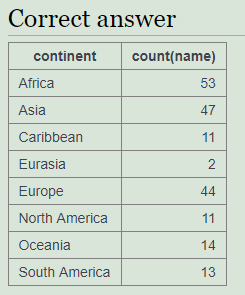 Correct answer
continent count(name)
Africa 53
Asia 47
Caribbean 11
Eurasia 2
Europe 44
North America 11
Oceania 14
South America 13